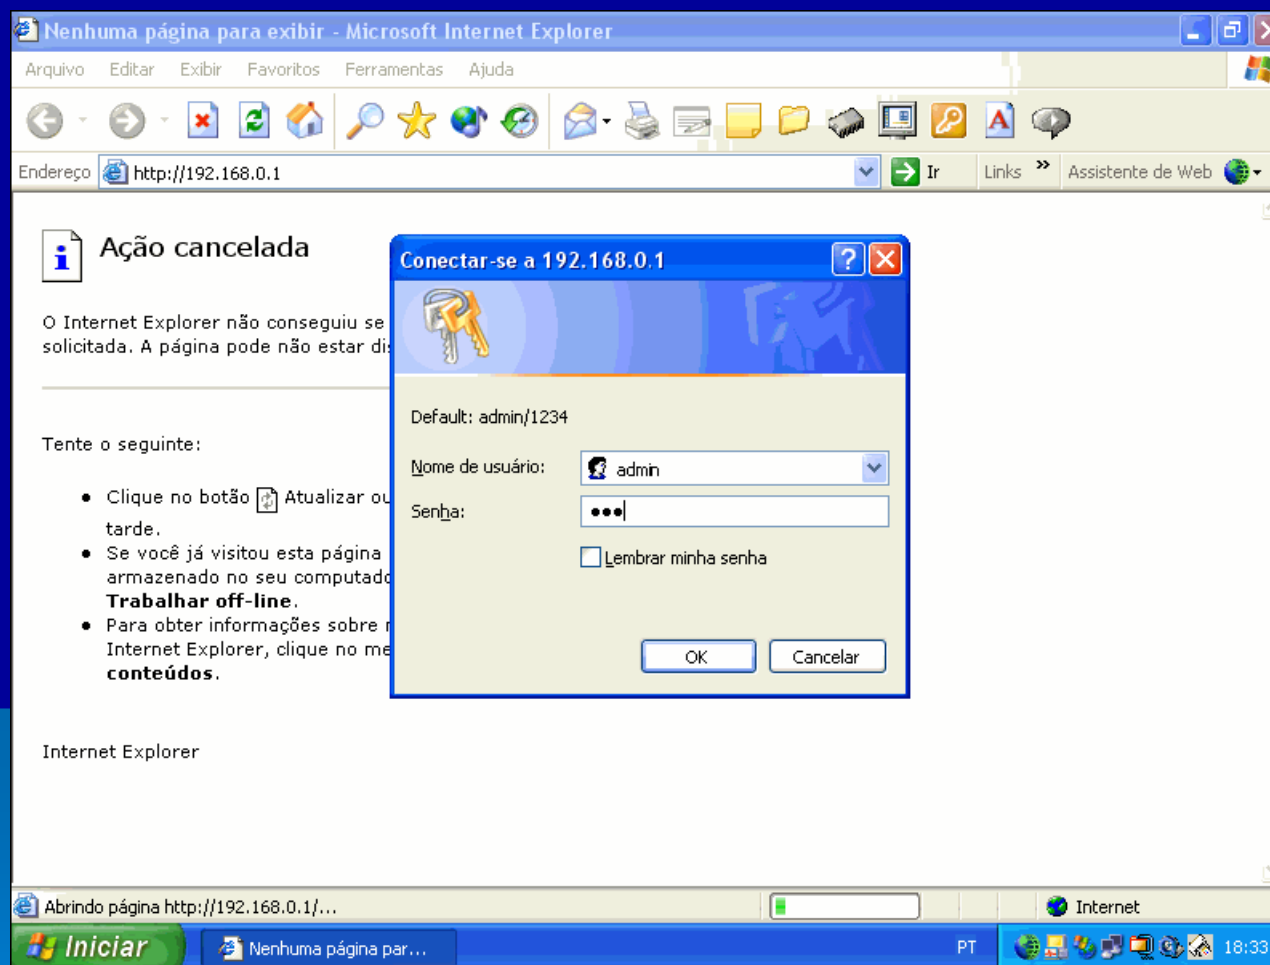 Nenhuma página para exibir - Microsoft Internet Explorer
Arquivo Editar Exibir Favoritos Ferramentas Ajuda
Endereço http://192.168.0.1 Ir Links » Assistente de Web
Ação cancelada
O Internet Explorer não conseguiu se
solicitada. A página pode não estar di
Tente o seguinte:
Clique no botão Atualizar ou
tarde.
Se você já visitou esta página
armazenado no seu computado
Trabalhar off-line.
Para obter informações sobre
Internet Explorer, clique no me
conteúdos.
Internet Explorer
Conectar-se a 192.168.0.1
Default: admin/1234
Nome de usuário: admin
Senha: •••
Lembrar minha senha
OK Cancelar
Abrindo página http://192.168.0.1/... Internet
Iniciar Nenhuma página par... PT 18:33